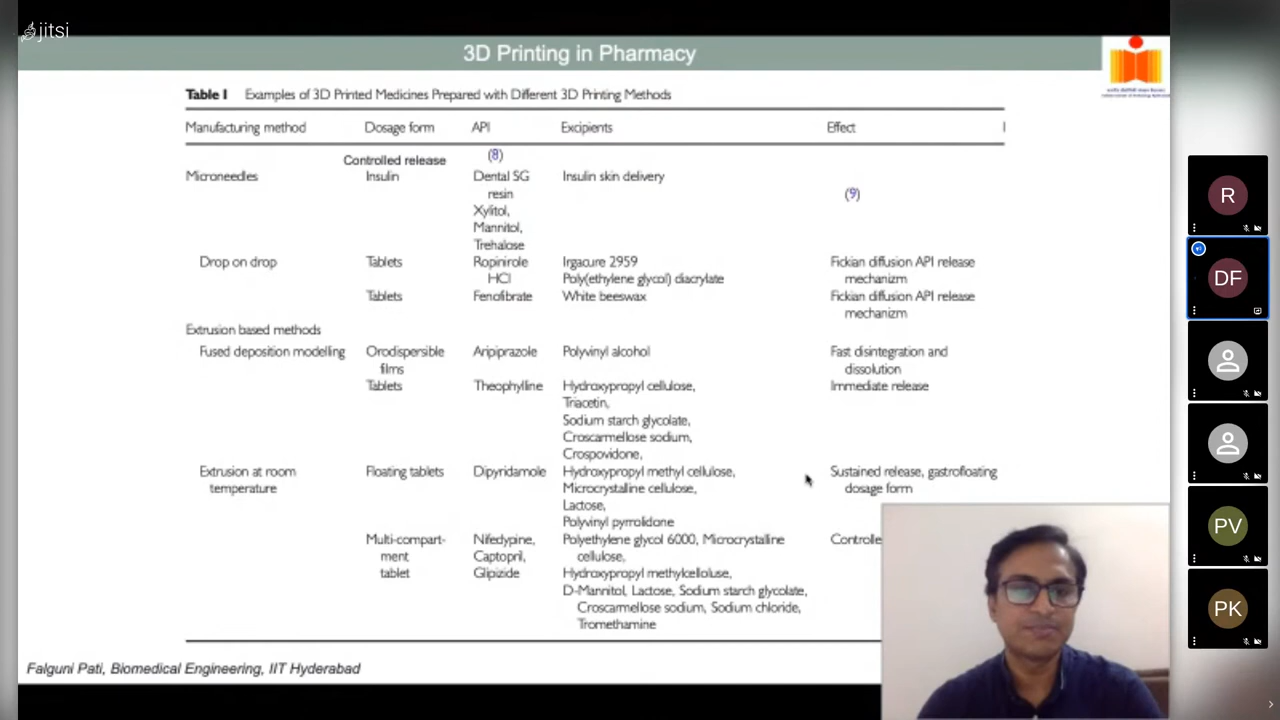 jitsi
3D Printing in Pharmacy
Table I Examples of 3D Printed Medicines Prepared with Different 3D Printing Methods
Manufacturing method Dosage form API Excipients Effect
Controlled release (8)
Microneedles Insulin Dental SG Insulin skin delivery
resin (9)
Xylitol,
Mannitol,
Trehalose
Drop on drop Tablets Ropinirole Irgacure 2959 Fickian diffusion API release
HCl Poly(ethylene glycol) diacrylate mechanizm
Tablets Fenofibrate White beeswax Fickian diffusion API release
mechanizm
Extrusion based methods
Fused deposition modelling Orodispersible Aripiprazole Polyvinyl alcohol Fast disintegration and
films dissolution
Tablets Theophylline Hydroxypropyl cellulose, Immediate release
Triacetin,
Sodium starch glycolate,
Croscarmellose sodium,
Crospovidone,
Extrusion at room Floating tablets Dipyridamole Hydroxypropyl methyl cellulose, Sustained release, gastrofloating
temperature Microcrystalline cellulose, dosage form
Lactose,
Polyvinyl pyrrolidone
Multi-compart- Nifedypine, Polyethylene glycol 6000, Microcrystalline Controlle
ment Captopril, cellulose,
tablet Glipizide Hydroxypropyl methylcelloluse,
D-Mannitol, Lactose, Sodium starch glycolate,
Croscarmellose sodium, Sodium chloride,
Tromethamine
Falguni Pati, Biomedical Engineering, IIT Hyderabad
R
DF
PV
PK